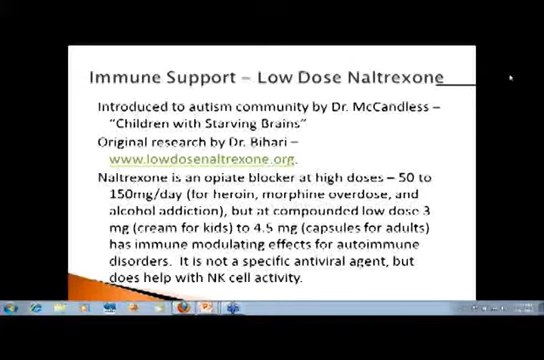 Immune Support – Low Dose Naltrexone
Introduced to autism community by Dr. McCandless –
“Children with Starving Brains”
Original research by Dr. Bihari –
www.lowdosenaltrexone.org.
Naltrexone is an opiate blocker at high doses – 50 to
150mg/day (for heroin, morphine overdose, and
alcohol addiction), but at compounded low dose 3
mg (cream for kids) to 4.5 mg (capsules for adults)
has immune modulating effects for autoimmune
disorders. It is not a specific antiviral agent, but
does help with NK cell activity.